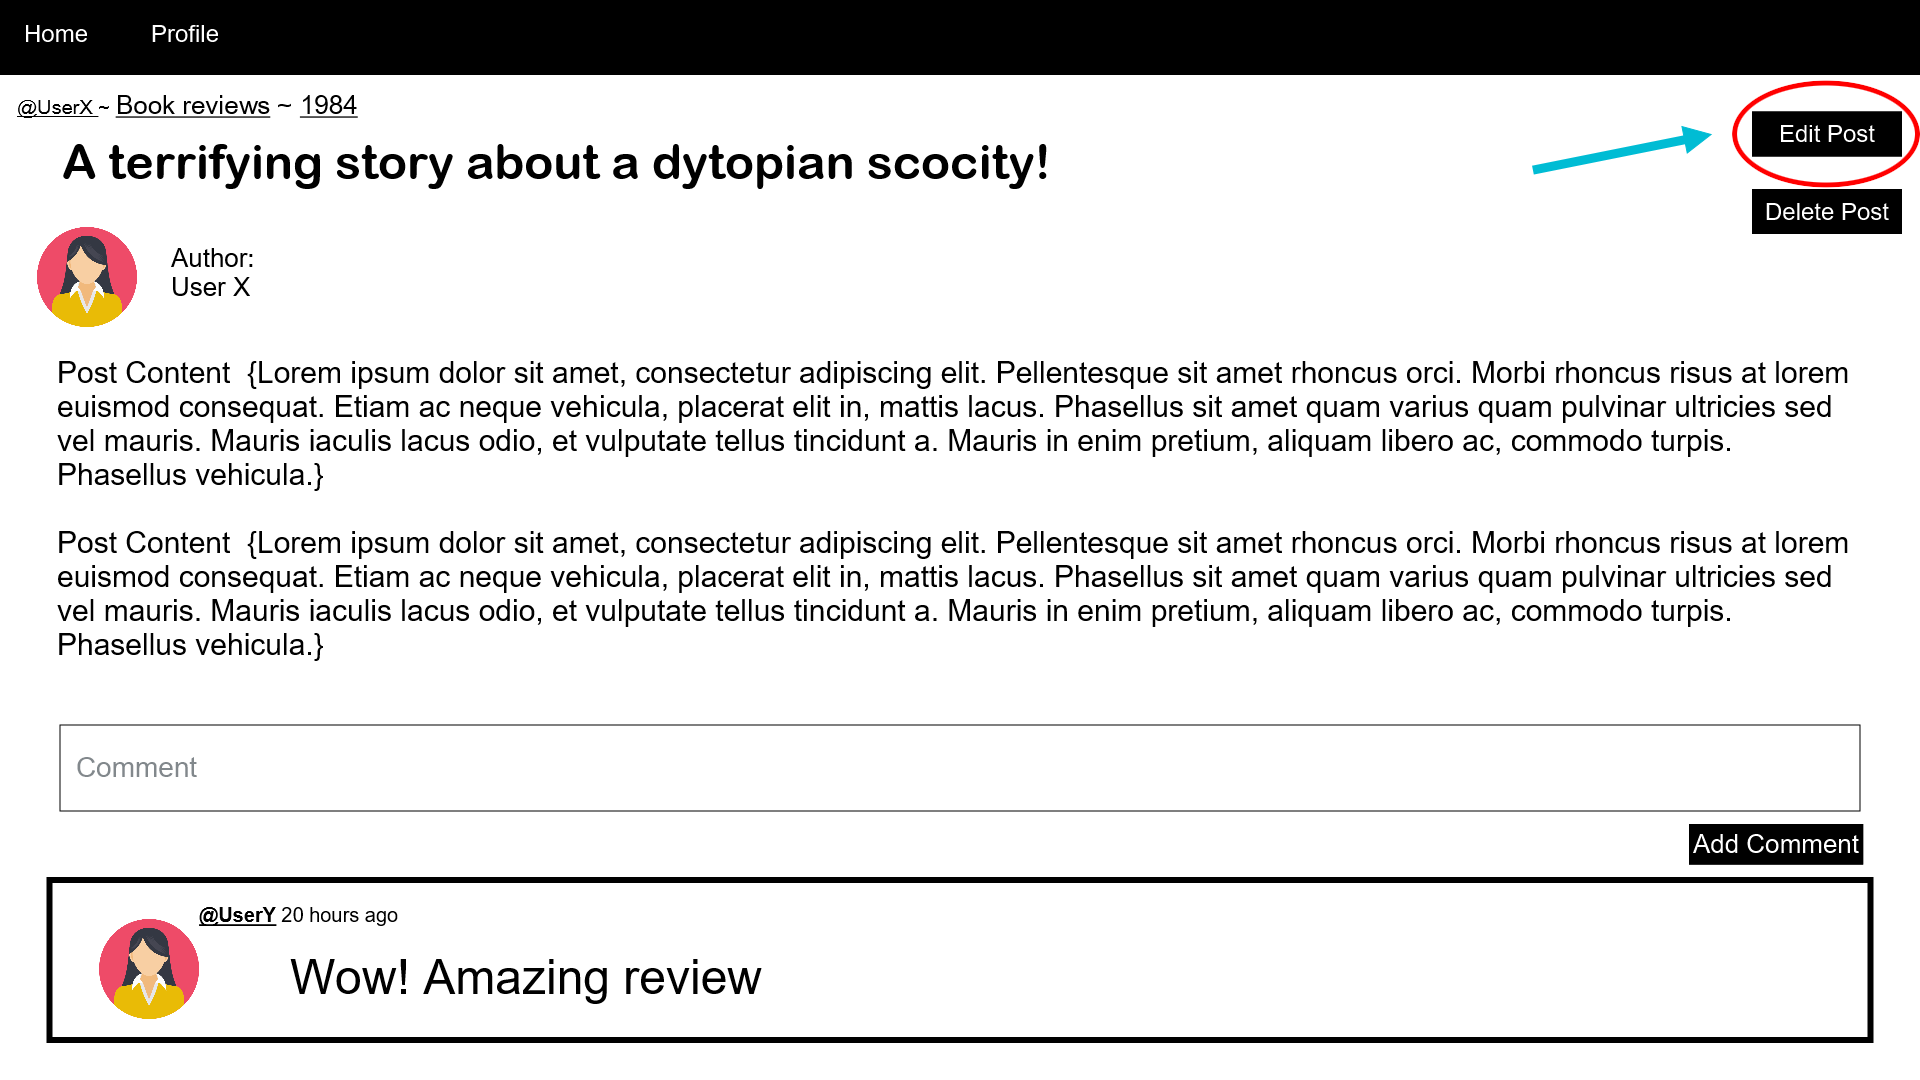 Home Profile
@UserX ~ Book reviews ~ 1984
A terrifying story about a dytopian scocity!
Edit Post
Delete Post
Author:
User X
Post Content  {Lorem ipsum dolor sit amet, consectetur adipiscing elit. Pellentesque sit amet rhoncus orci. Morbi rhoncus risus at lorem
euismod consequat. Etiam ac neque vehicula, placerat elit in, mattis lacus. Phasellus sit amet quam varius quam pulvinar ultricies sed
vel mauris. Mauris iaculis lacus odio, et vulputate tellus tincidunt a. Mauris in enim pretium, aliquam libero ac, commodo turpis.
Phasellus vehicula.}
Post Content  {Lorem ipsum dolor sit amet, consectetur adipiscing elit. Pellentesque sit amet rhoncus orci. Morbi rhoncus risus at lorem
euismod consequat. Etiam ac neque vehicula, placerat elit in, mattis lacus. Phasellus sit amet quam varius quam pulvinar ultricies sed
vel mauris. Mauris iaculis lacus odio, et vulputate tellus tincidunt a. Mauris in enim pretium, aliquam libero ac, commodo turpis.
Phasellus vehicula.}
Comment
Add Comment
@UserY 20 hours ago
Wow! Amazing review